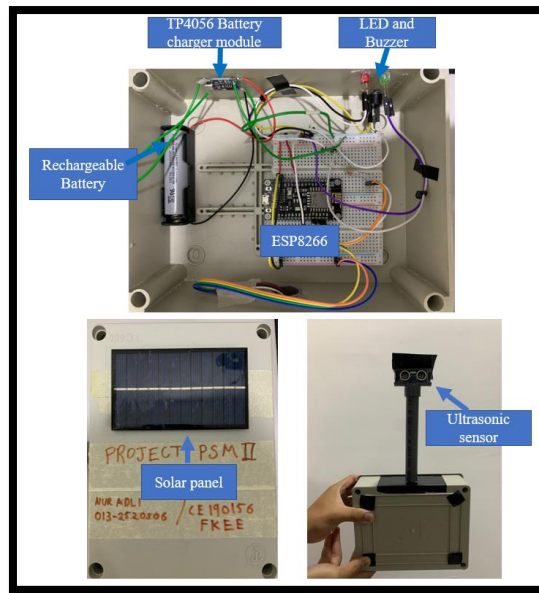 TP4056 Battery
charger module
LED and
Buzzer
Rechargeable
Battery
ESP8266
Ultrasonic
sensor
PROJECT PSM II
Solar panel
NUR ADLI
013-2520506
/ CE190156
FKEE